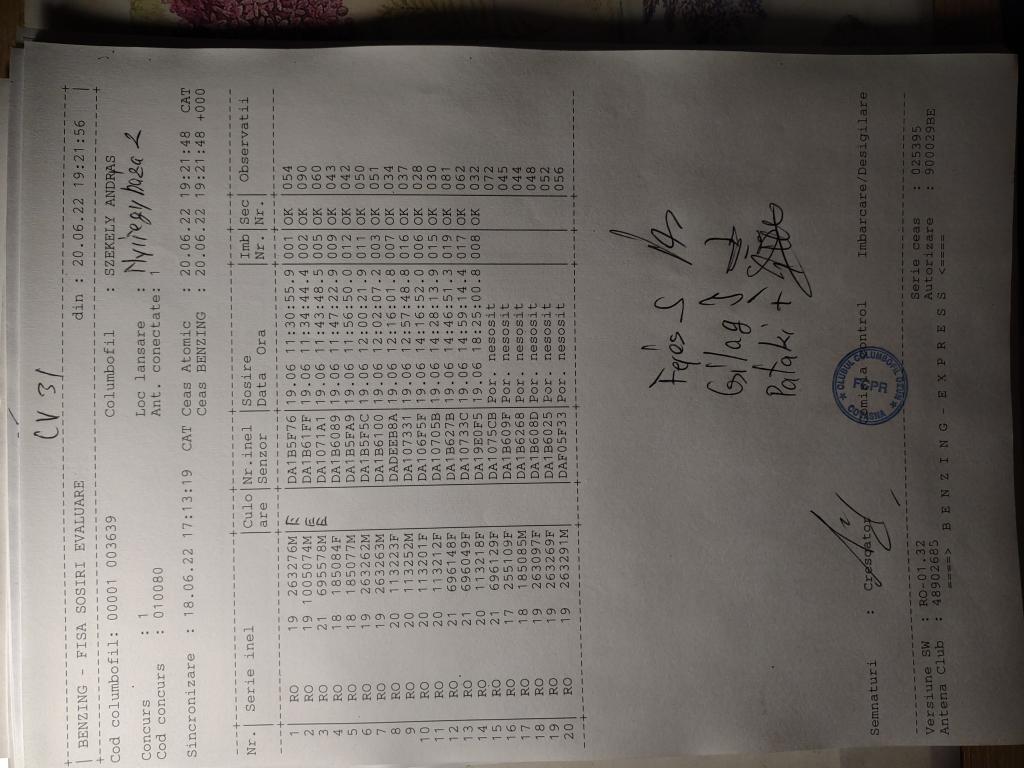 CV 31
BENZING - FISA SOSIRI EVALUARE din : 20.06.22 19:21:56
Cod columbofil: 00001 003639 Columbofil : SZEKELY ANDRAS
Concurs : 1 Loc lansare : Nyiregyhaza 2
Cod concurs : 010080 Ant. conectate: 1
Sincronizare : 18.06.22 17:13:19 CAT Ceas Atomic : 20.06.22 19:21:48 CAT
Ceas BENZING : 20.06.22 19:21:48 +000
Nr. Serie inel Culo Nr.inel Sosire Imb Sec Observatii
are Senzor Data Ora Nr. Nr.
1 RO 19 263276M F DA1B5F76 19.06 11:30:55.9 001 OK 054
2 RO 19 1005074M F DA1B61FF 19.06 11:34:44.4 002 OK 090
3 RO 21 695578M F DA1071A1 19.06 11:43:48.5 005 OK 060
4 RO 18 185084F DA1B6089 19.06 11:47:22.9 009 OK 043
5 RO 18 185077M DA1B5FA9 19.06 11:56:50.0 012 OK 042
6 RO 19 263262M DA1B5F5C 19.06 12:00:21.9 011 OK 050
7 RO 19 263263M DA1B6100 19.06 12:02:07.2 003 OK 051
8 RO 20 113223F DADEEB8A 19.06 12:16:01.8 007 OK 034
9 RO 20 113252M DA107331 19.06 12:57:48.8 016 OK 037
10 RO 20 113201F DA106F5F 19.06 14:16:52.0 006 OK 028
11 RO 20 113212F DA10705B 19.06 14:28:13.9 015 OK 030
12 RO 21 696148F DA1B627B 19.06 14:46:51.3 019 OK 081
13 RO 21 696049F DA10733C 19.06 14:59:14.4 017 OK 062
14 RO 20 113218F DA19EDF5 19.06 18:25:00.8 008 OK 032
15 RO 21 696129F DA1075CB Por. nesosit 072
16 RO 17 255109F DA1B609F Por. nesosit 045
17 RO 18 185085M DA1B6268 Por. nesosit 044
18 RO 19 263097F DA1B608D Por. nesosit 048
19 RO 19 263269F DA1B6025 Por. nesosit 052
20 RO 19 263291M DAF05F33 Por. nesosit 056
Fejős S
Csilag J
Pataki +
Semnaturi : Crescator Comisia control Imbarcare/Desigilare
CLUBUL COLUMBOFIL
FCPR
COVASNA
Versiune SW : RO-01.32 Serie ceas : 025395
Antena Club : 48902685 Autorizare : 900029BE
====> B E N Z I N G - E X P R E S S <====